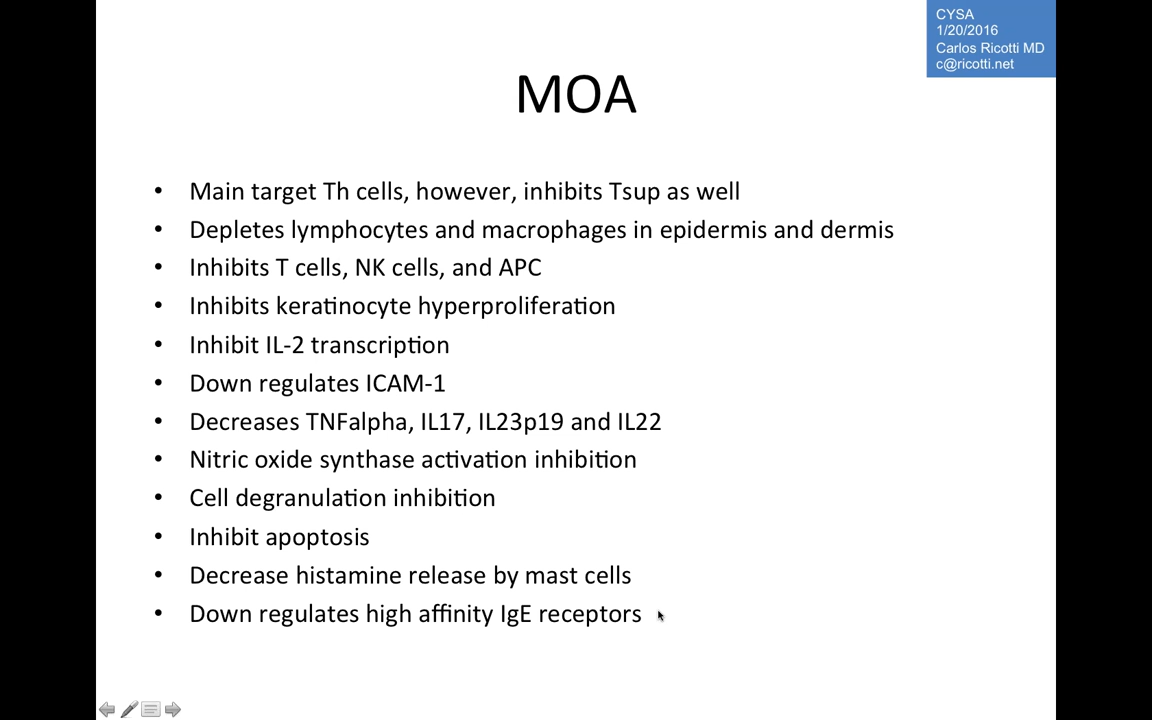 CYSA
1/20/2016
Carlos Ricotti MD
c@ricotti.net
MOA
• Main target Th cells, however, inhibits Tsup as well
• Depletes lymphocytes and macrophages in epidermis and dermis
• Inhibits T cells, NK cells, and APC
• Inhibits keratinocyte hyperproliferation
• Inhibit IL-2 transcription
• Down regulates ICAM-1
• Decreases TNFalpha, IL17, IL23p19 and IL22
• Nitric oxide synthase activation inhibition
• Cell degranulation inhibition
• Inhibit apoptosis
• Decrease histamine release by mast cells
• Down regulates high affinity IgE receptors